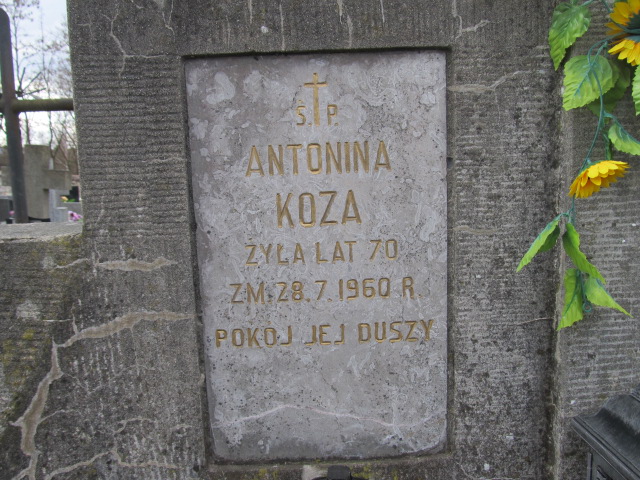 Ś. P.
ANTONINA
KOZA
ŻYŁA LAT 70
ZM. 28. 7. 1960 R.
POKÓJ JEJ DUSZY